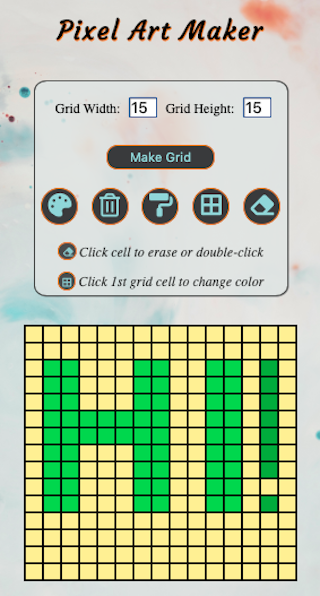 Pixel Art Maker
Grid Width: 15 Grid Height: 15
Make Grid
Click cell to erase or double-click
Click 1st grid cell to change color
HI!